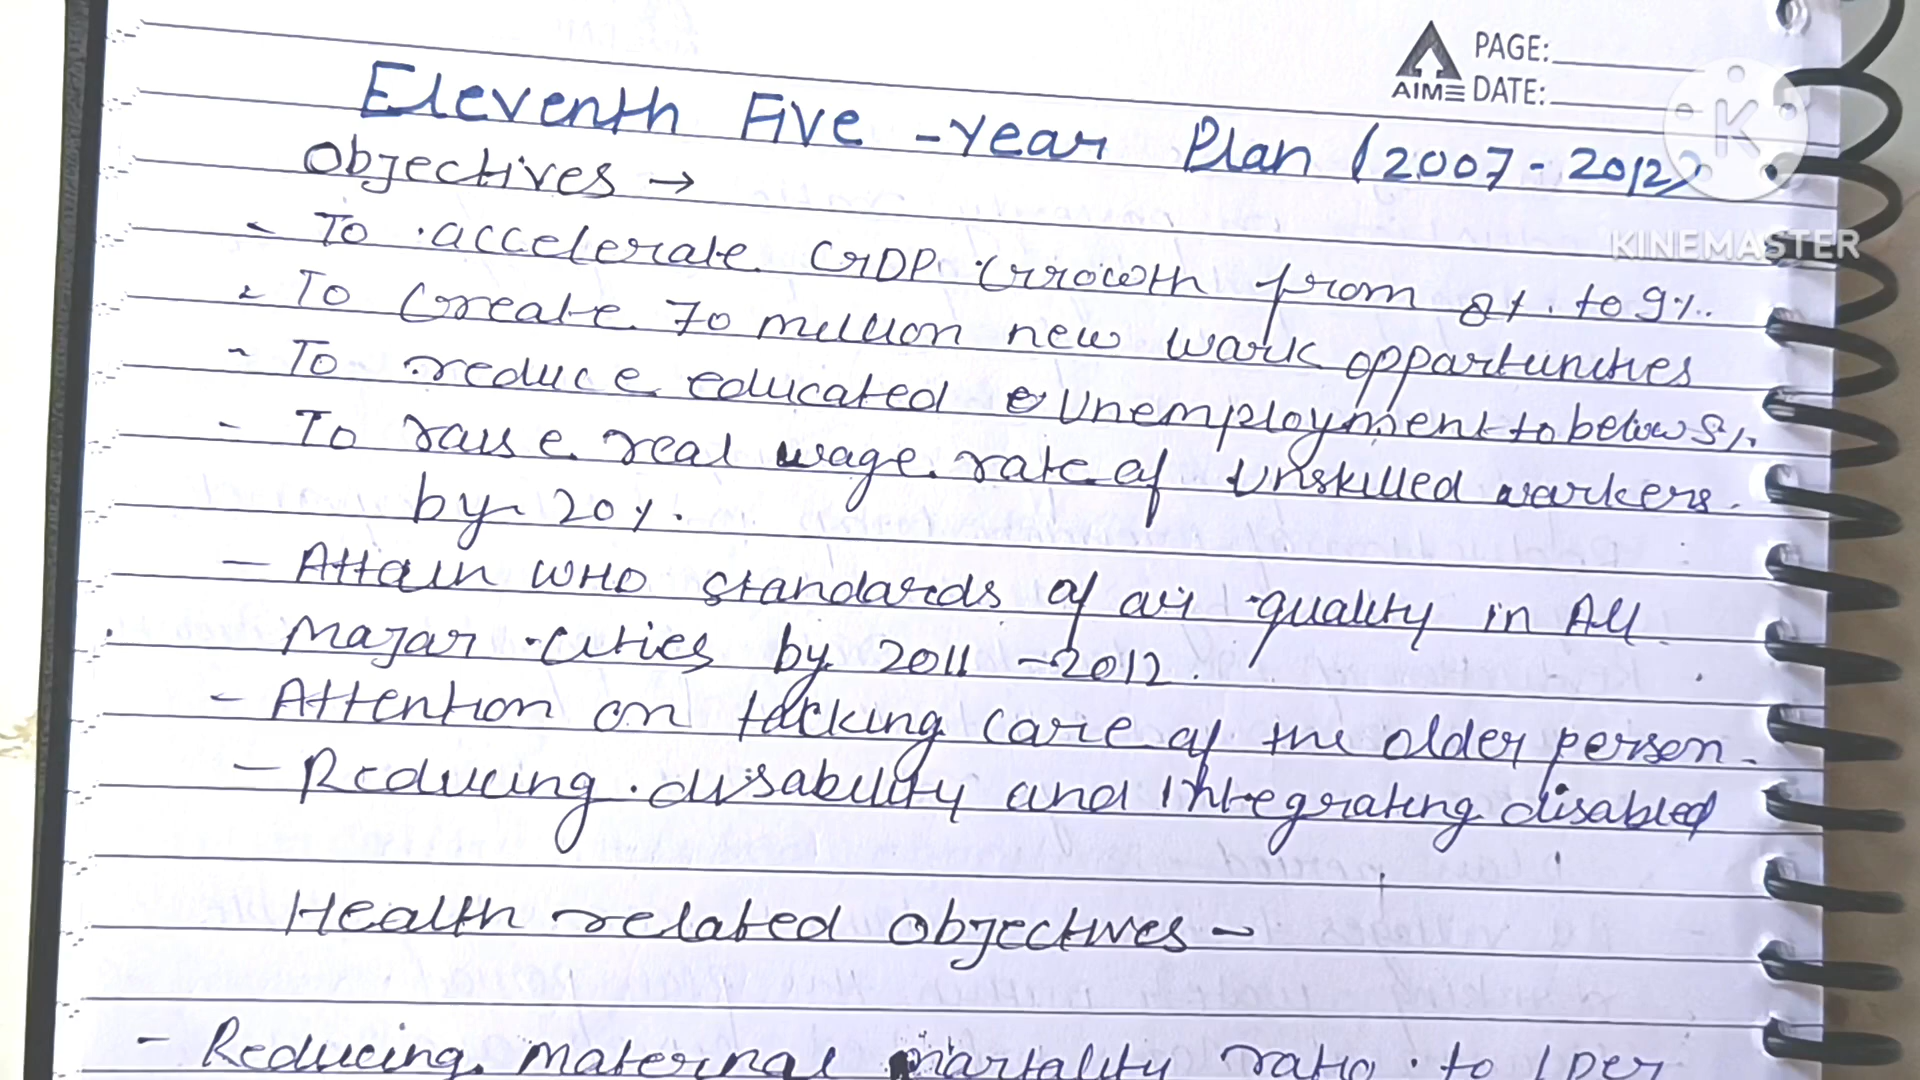 PAGE:
AIME DATE:
Eleventh Five -Year Plan (2007-2012)
Objectives →
KINEMASTER
- To accelerate GDP Growth from 8% to 9%.
- To Create 70 million new work opportunities
- To reduce educated unemployment to below 5%.
- To raise real wage rate of Unskilled workers.
by 20%.
- Attain WHO standards of air quality in All
Major cities by 2011-2012.
- Attention on tacking care of the older person.
- Reducing disability and integrating disabled
Health related objectives -
- Reducing maternal mortality ratio to 1 per